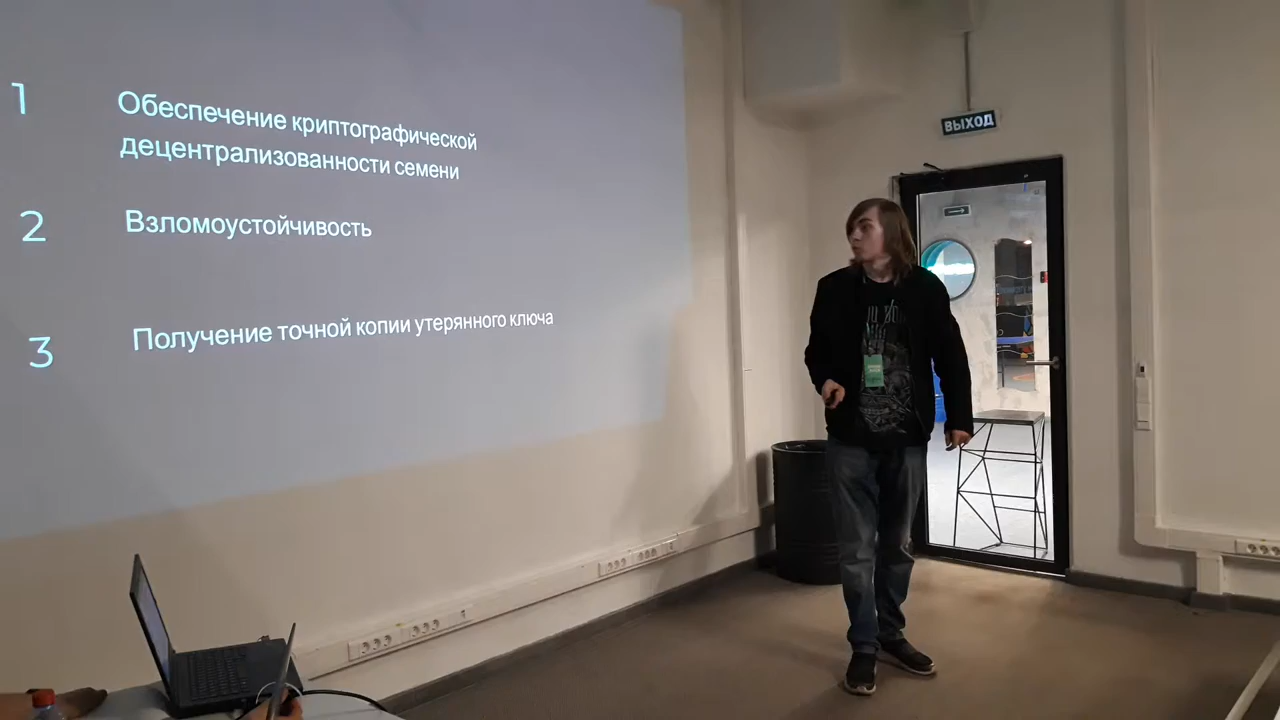 1
Обеспечение криптографической
децентрализованности семени
2
Взломоустойчивость
3
Получение точной копии утерянного ключа
ВЫХОД